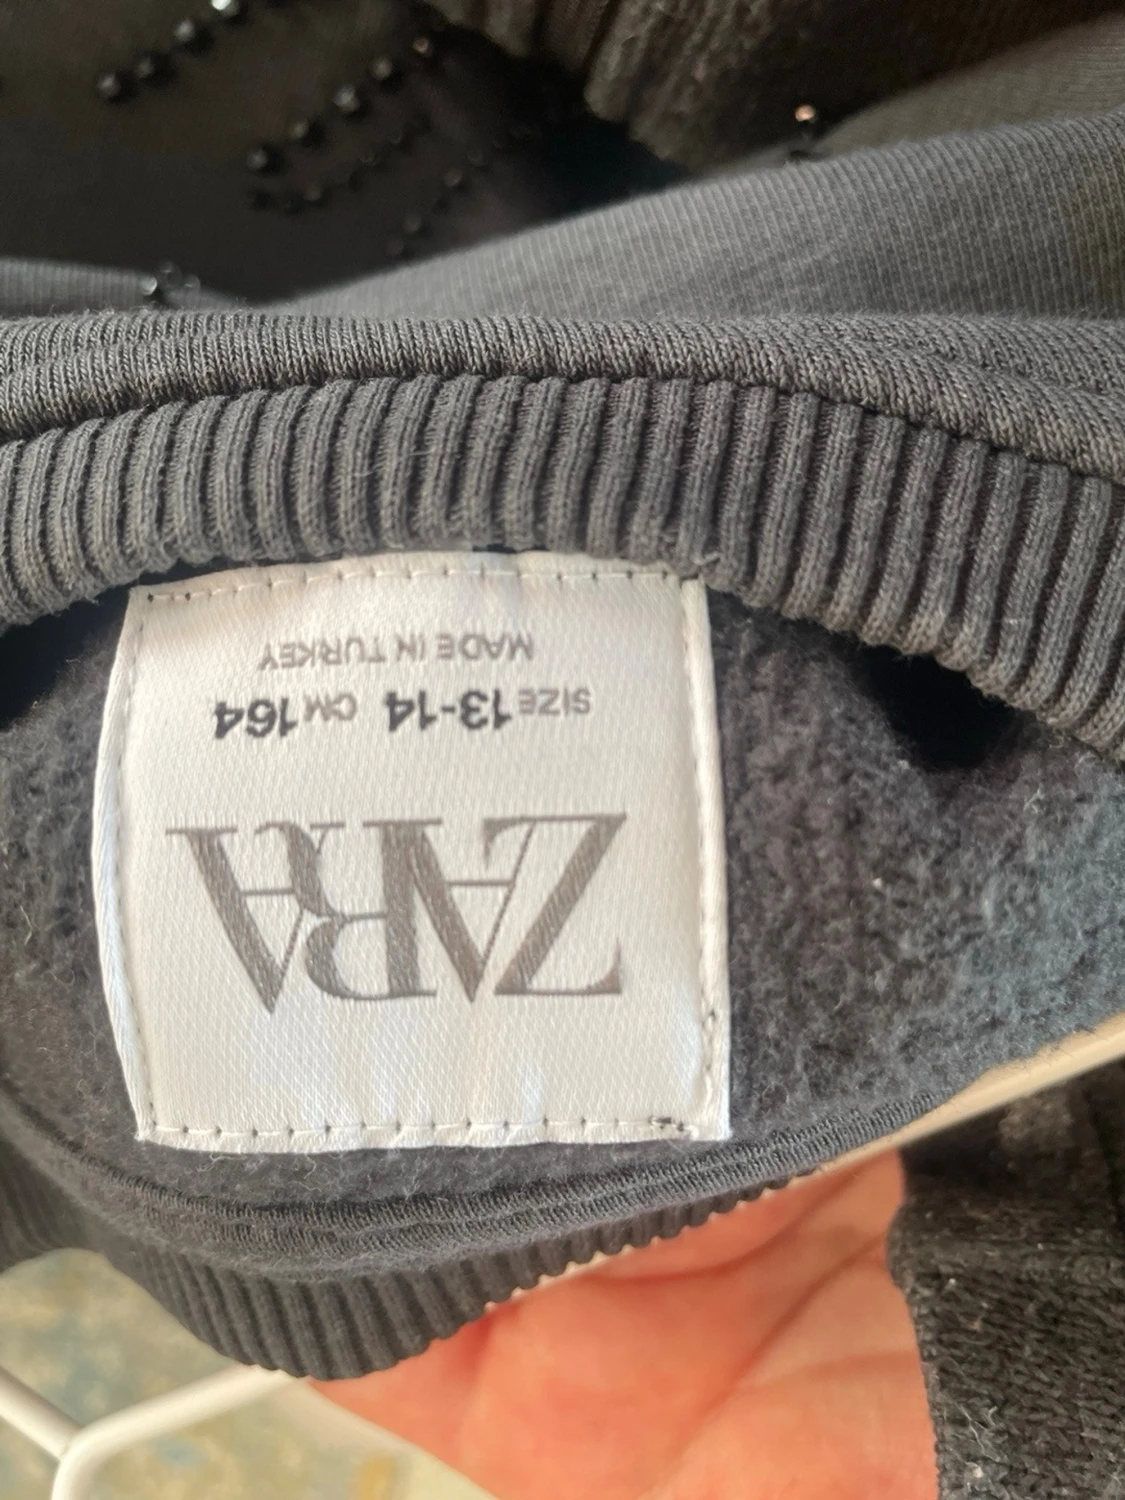 ZARA
SIZE 13-14 CM 164
MADE IN TURKEY